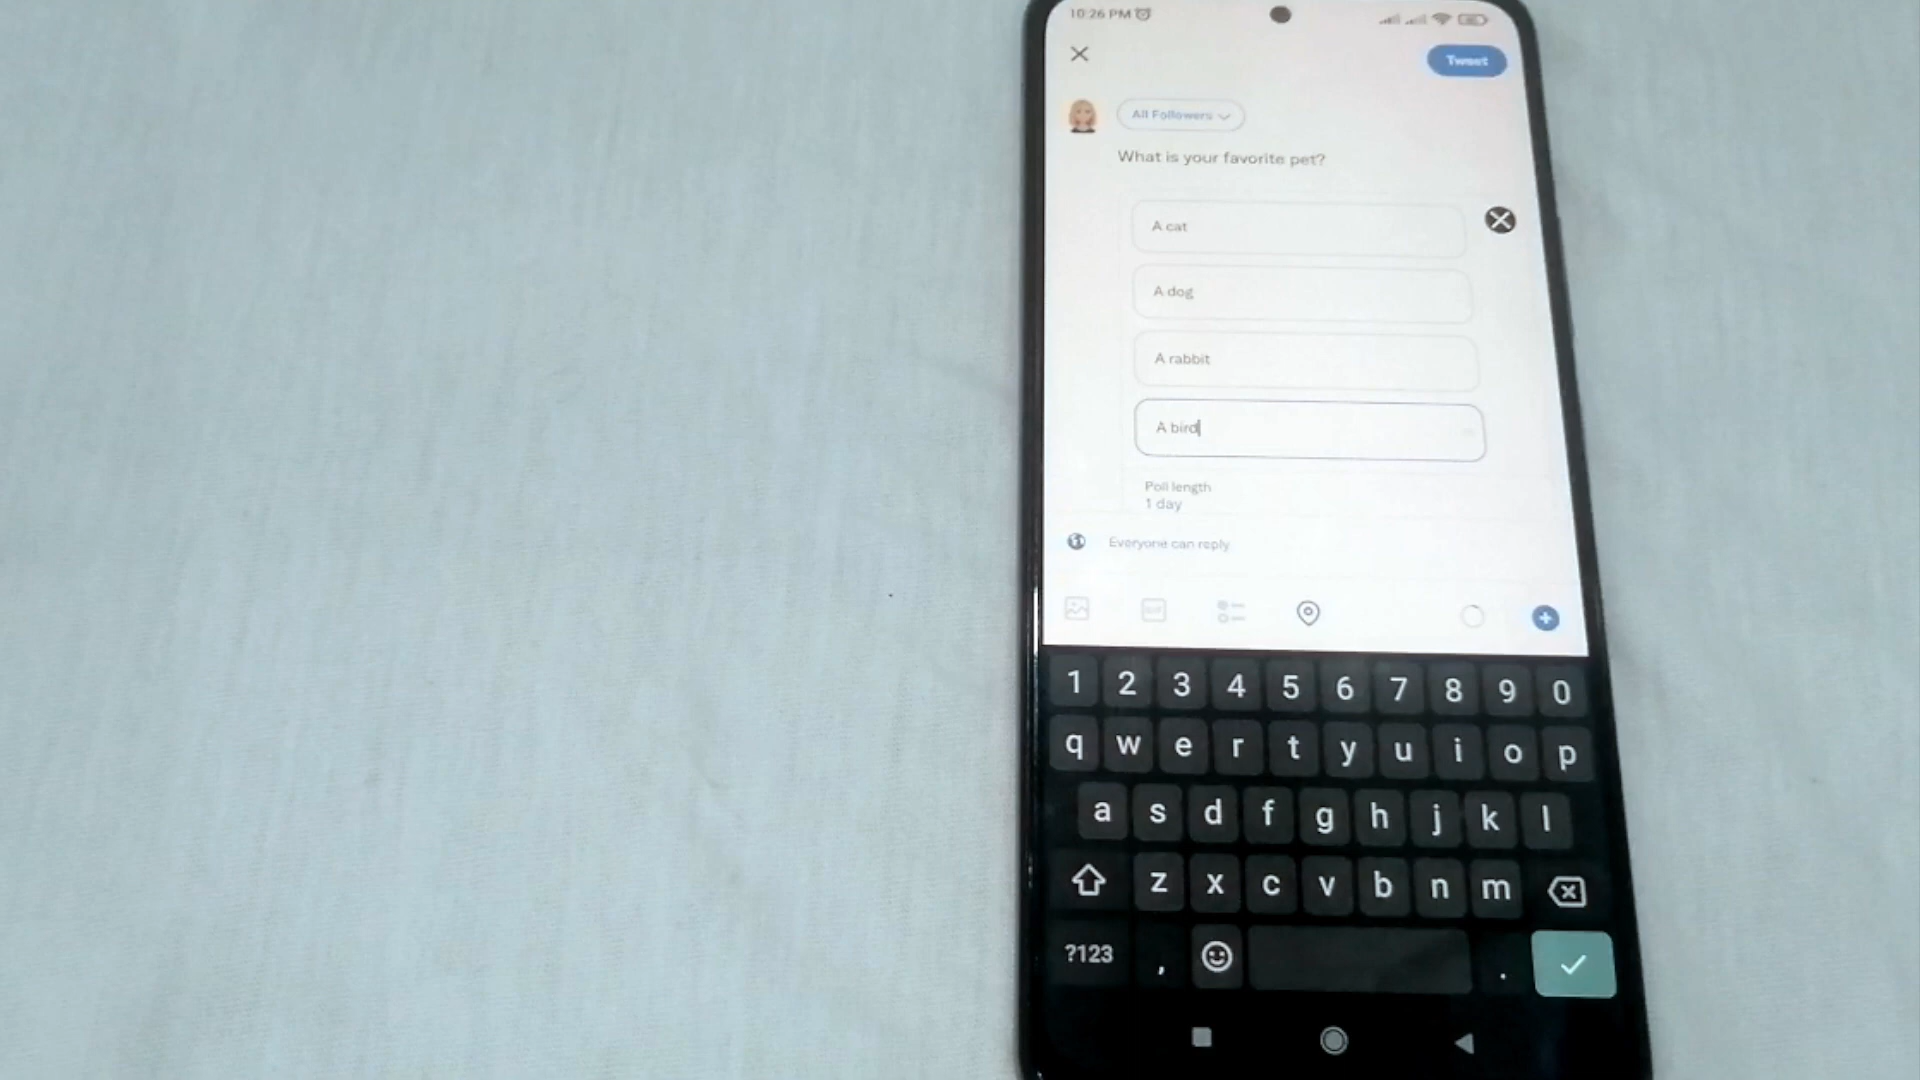 10:26 PM
Tweet
All Followers
What is your favorite pet?
A cat
A dog
A rabbit
A bird
Poll length
1 day
Everyone can reply
GIF
1 2 3 4 5 6 7 8 9 0
q w e r t y u i o p
a s d f g h j k l
z x c v b n m
?123 , .